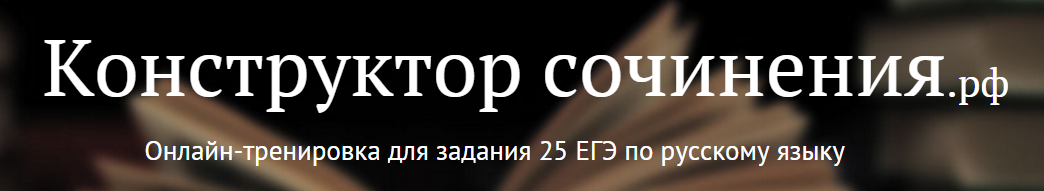 Конструктор сочинения.рф
Онлайн-тренировка для задания 25 ЕГЭ по русскому языку